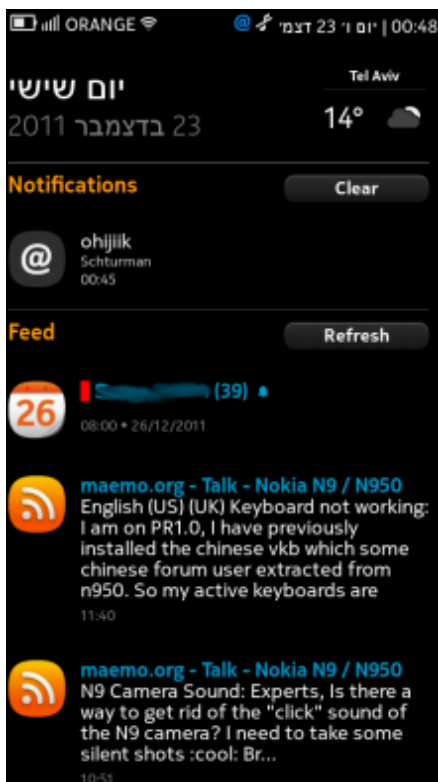 ORANGE
@ יום ו׳ 23 דצמ׳ | 00:48
יום שישי
23 בדצמבר 2011
Tel Aviv
14°
Notifications
Clear
@
ohijiik
Schturman
00:45
Feed
Refresh
26
(39)
08:00 • 26/12/2011
maemo.org - Talk - Nokia N9 / N950
English (US) (UK) Keyboard not working:
I am on PR1.0, I have previously
installed the chinese vkb which some
chinese forum user extracted from
n950. So my active keyboards are
11:40
maemo.org - Talk - Nokia N9 / N950
N9 Camera Sound: Experts, Is there a
way to get rid of the "click" sound of
the N9 camera? I need to take some
silent shots :cool: Br...
10:51